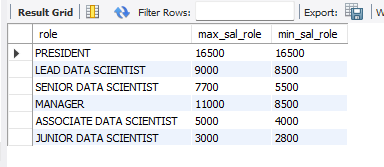 Result Grid Filter Rows: Export:
role max_sal_role min_sal_role
PRESIDENT 16500 16500
LEAD DATA SCIENTIST 9000 8500
SENIOR DATA SCIENTIST 7700 5500
MANAGER 11000 8500
ASSOCIATE DATA SCIENTIST 5000 4000
JUNIOR DATA SCIENTIST 3000 2800